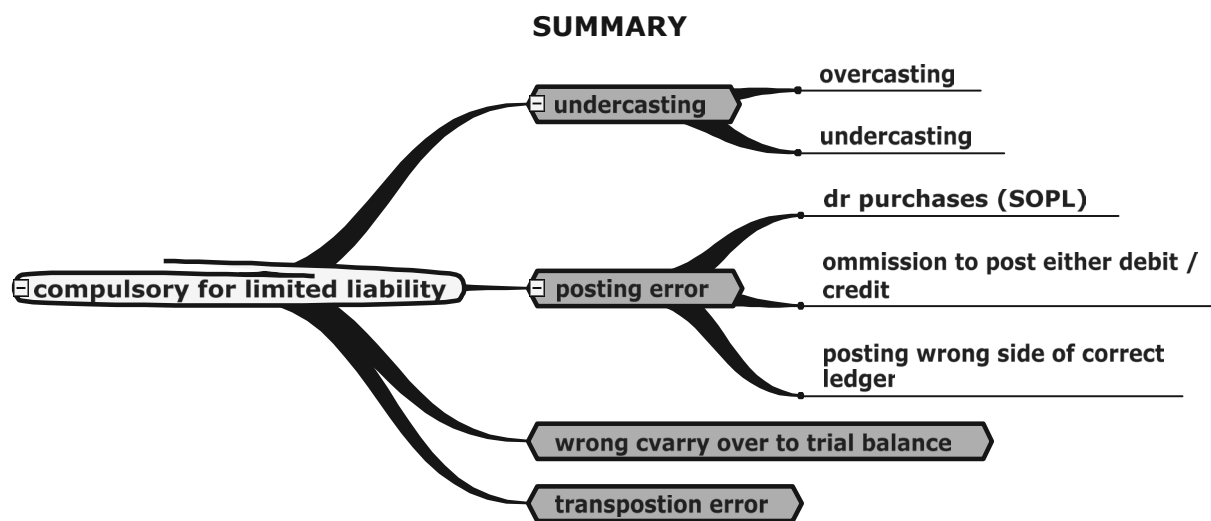 SUMMARY
overcasting
undercasting
undercasting
dr purchases (SOPL)
compulsory for limited liability
posting error
ommission to post either debit /
credit
posting wrong side of correct
ledger
wrong cvarry over to trial balance
transpostion error